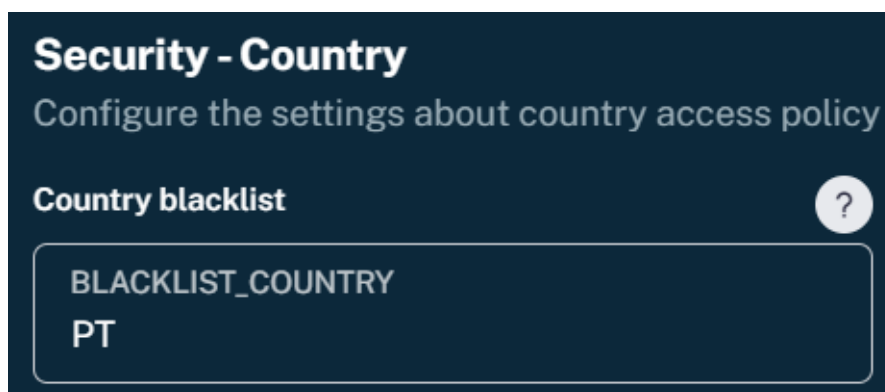 Security - Country
Configure the settings about country access policy
Country blacklist
?
BLACKLIST_COUNTRY
PT